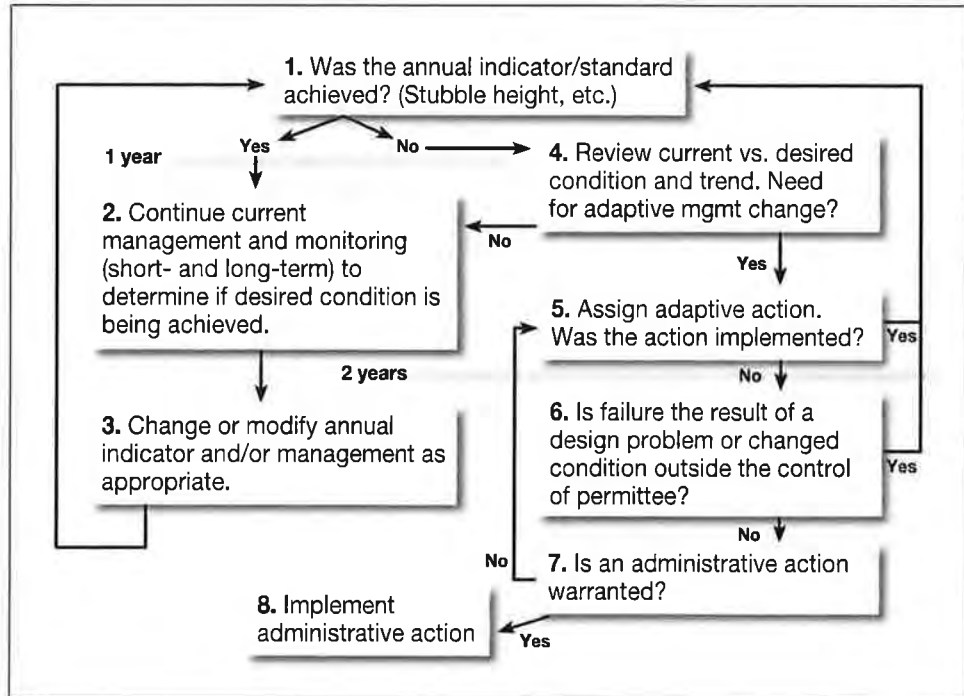 1. Was the annual indicator/standard
achieved? (Stubble height, etc.)
Yes
No
1 year
4. Review current vs. desired
condition and trend. Need
for adaptive mgmt change?
2. Continue current
management and monitoring
(short- and long-term) to
determine if desired condition is
being achieved.
No
Yes
5. Assign adaptive action.
Was the action implemented?
Yes
2 years
No
3. Change or modify annual
indicator and/or management as
appropriate.
6. Is failure the result of a
design problem or changed
condition outside the control
of permittee?
Yes
No
No
7. Is an administrative action
warranted?
8. Implement
administrative action
Yes